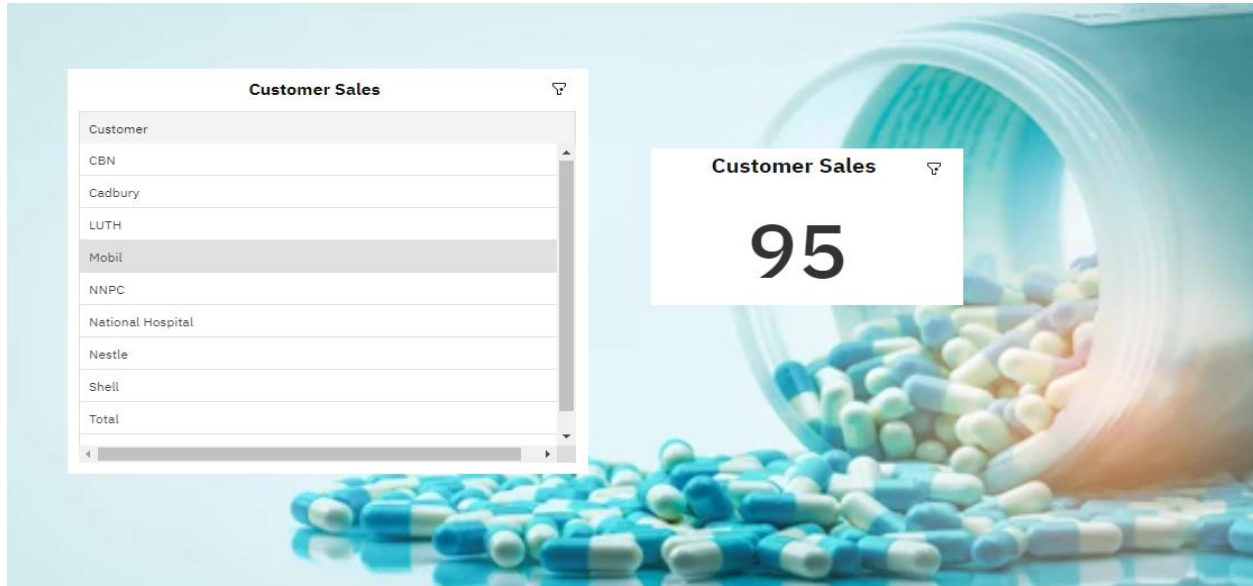 Customer Sales
Customer
CBN
Cadbury
LUTH
Mobil
NNPC
National Hospital
Nestle
Shell
Total
Customer Sales
95